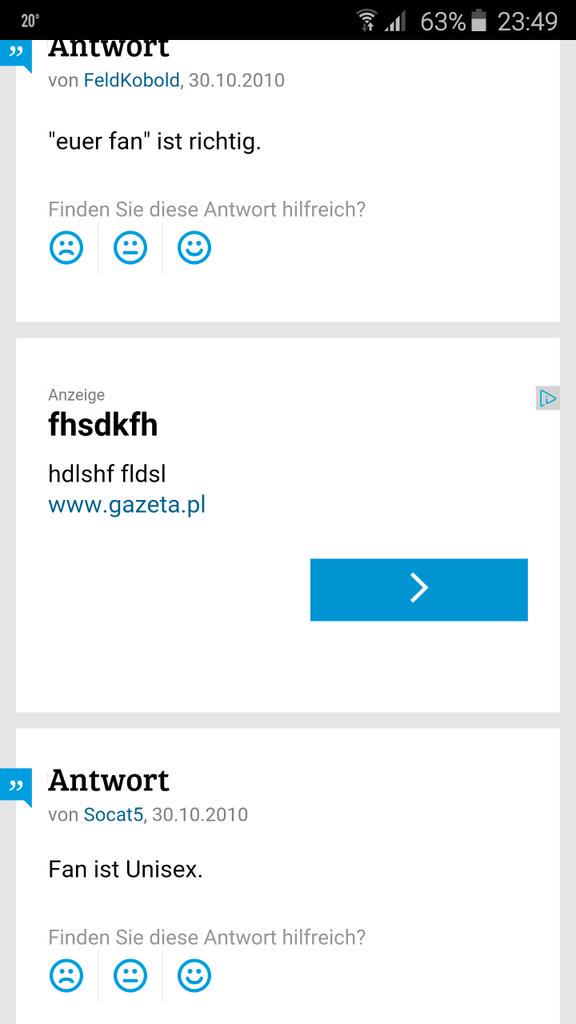 20°
63%
23:49
Antwort
von FeldKobold, 30.10.2010
"euer fan" ist richtig.
Finden Sie diese Antwort hilfreich?
Anzeige
fhsdkfh
hdlshf fldsl
www.gazeta.pl
Antwort
von Socat5, 30.10.2010
Fan ist Unisex.
Finden Sie diese Antwort hilfreich?